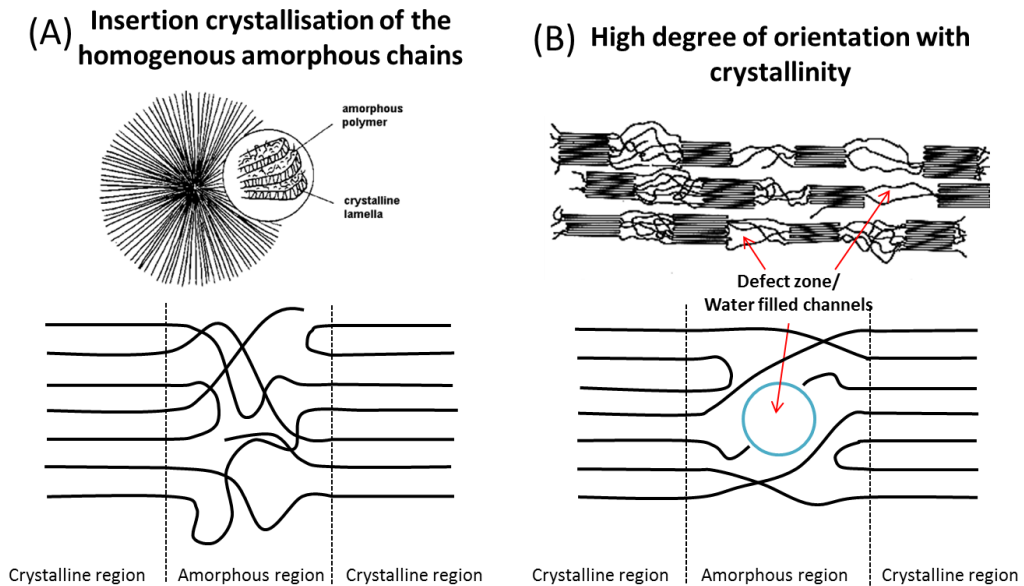 (A) Insertion crystallisation of the
homogenous amorphous chains
amorphous
polymer
crystalline
lamella
Crystalline region
Amorphous region
Crystalline region
(B) High degree of orientation with
crystallinity
Defect zone/
Water filled channels
Crystalline region
Amorphous region
Crystalline region